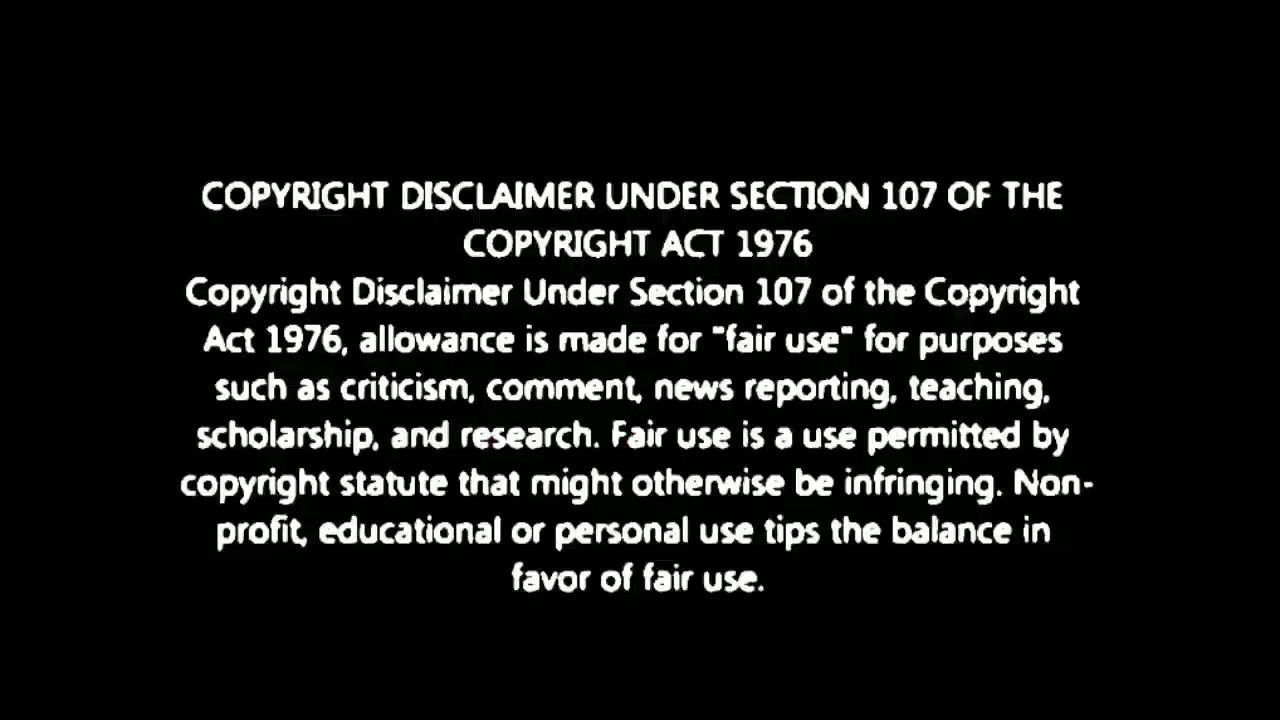 COPYRIGHT DISCLAIMER UNDER SECTION 107 OF THE
COPYRIGHT ACT 1976
Copyright Disclaimer Under Section 107 of the Copyright
Act 1976, allowance is made for "fair use" for purposes
such as criticism, comment, news reporting, teaching,
scholarship, and research. Fair use is a use permitted by
copyright statute that might otherwise be infringing. Non-
profit, educational or personal use tips the balance in
favor of fair use.